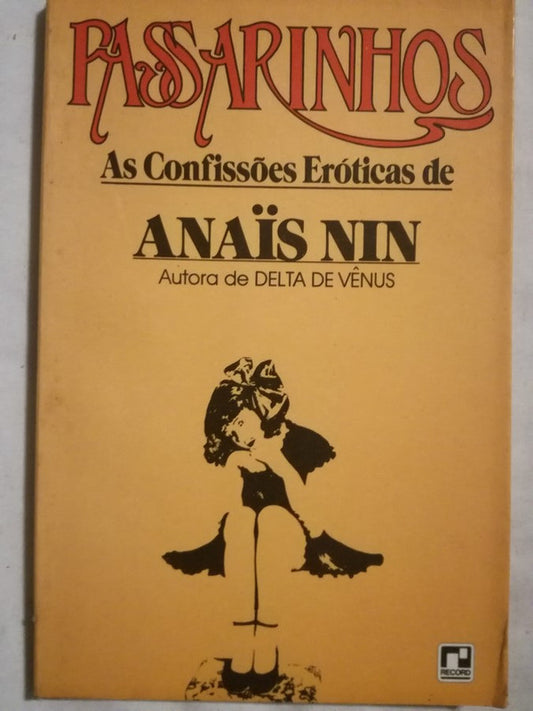 PASSARINHOS
As Confissões Eróticas de
ANAÏS NIN
Autora de DELTA DE VÊNUS
RECORD